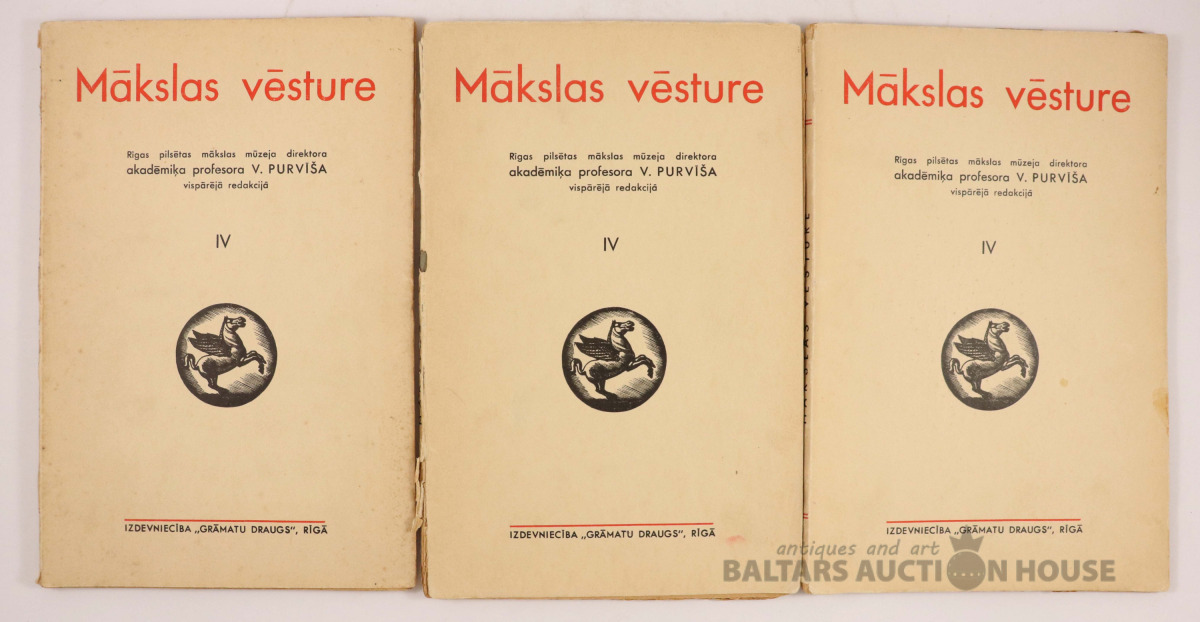 Mākslas vēsture
Rīgas pilsētas mākslas mūzeja direktora
akadēmiķa profesora V. PURVĪŠA
vispārējā redakcijā
IV
IZDEVNIECĪBA „GRĀMATU DRAUGS“, RĪGĀ
Mākslas vēsture
Rīgas pilsētas mākslas mūzeja direktora
akadēmiķa profesora V. PURVĪŠA
vispārējā redakcijā
IV
IZDEVNIECĪBA „GRĀMATU DRAUGS“, RĪGĀ
MĀKSLAS VĒSTURE
Mākslas vēsture
Rīgas pilsētas mākslas mūzeja direktora
akadēmiķa profesora V. PURVĪŠA
vispārējā redakcijā
IV
IZDEVNIECĪBA „GRĀMATU DRAUGS“, RĪGĀ
antiques and art
BALTARS AUCTION HOUSE